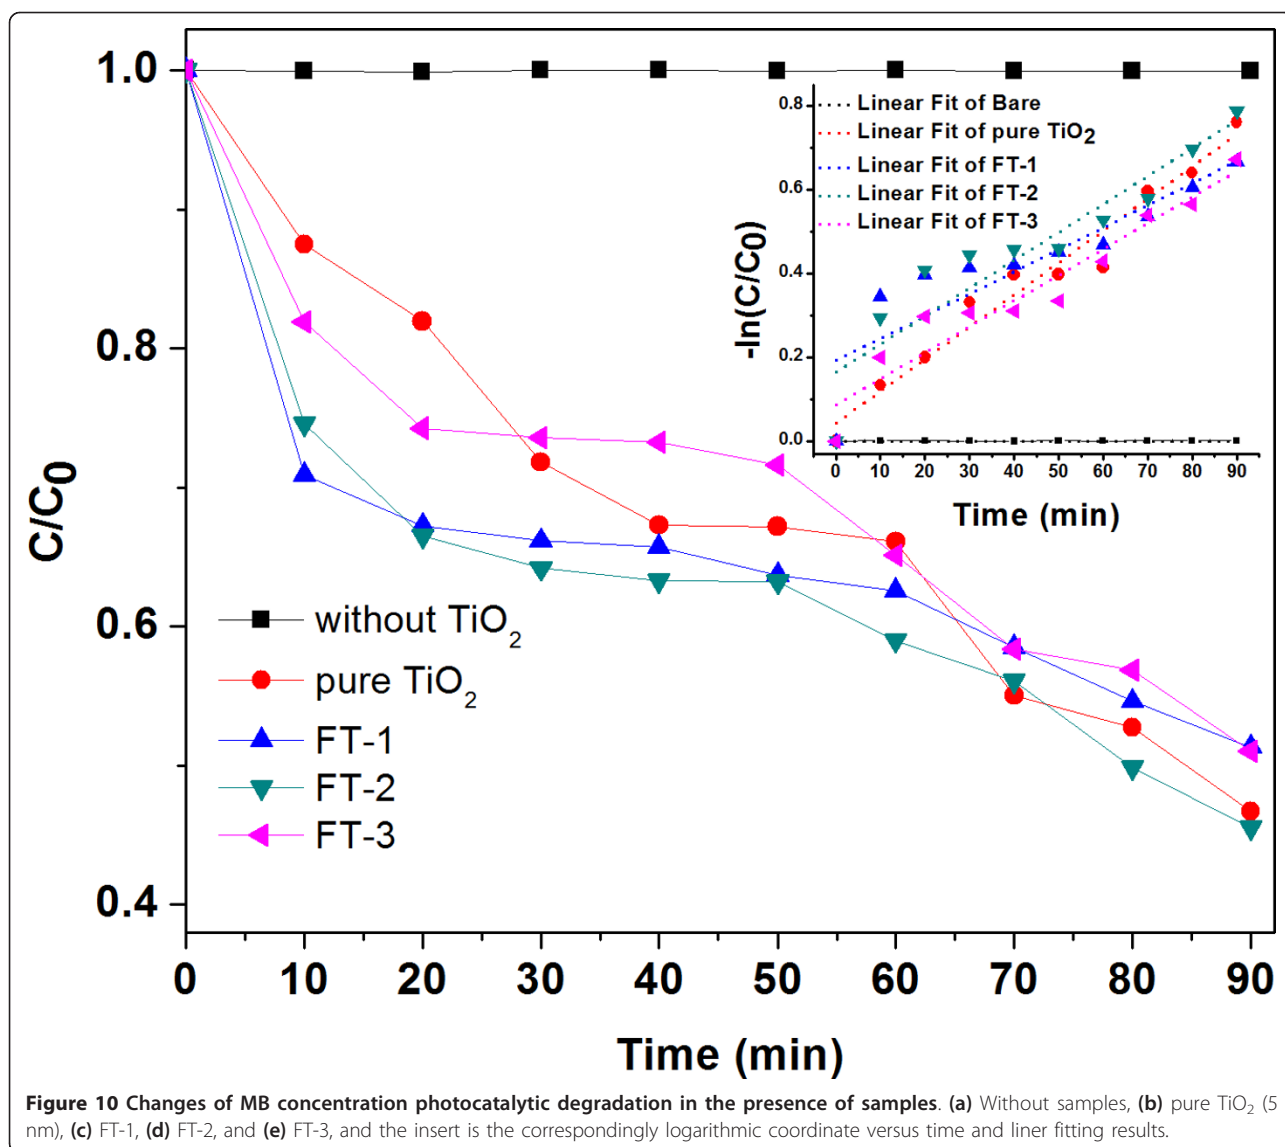 1.0
0.8
0.6
0.4
C/C0
without TiO2
pure TiO2
FT-1
FT-2
FT-3
0 10 20 30 40 50 60 70 80 90
Time (min)
Linear Fit of Bare
Linear Fit of pure TiO2
Linear Fit of FT-1
Linear Fit of FT-2
Linear Fit of FT-3
0.8
0.6
0.4
0.2
0.0
-ln(C/C0)
0 10 20 30 40 50 60 70 80 90
Time (min)
Figure 10 Changes of MB concentration photocatalytic degradation in the presence of samples. (a) Without samples, (b) pure TiO2 (5
nm), (c) FT-1, (d) FT-2, and (e) FT-3, and the insert is the correspondingly logarithmic coordinate versus time and liner fitting results.